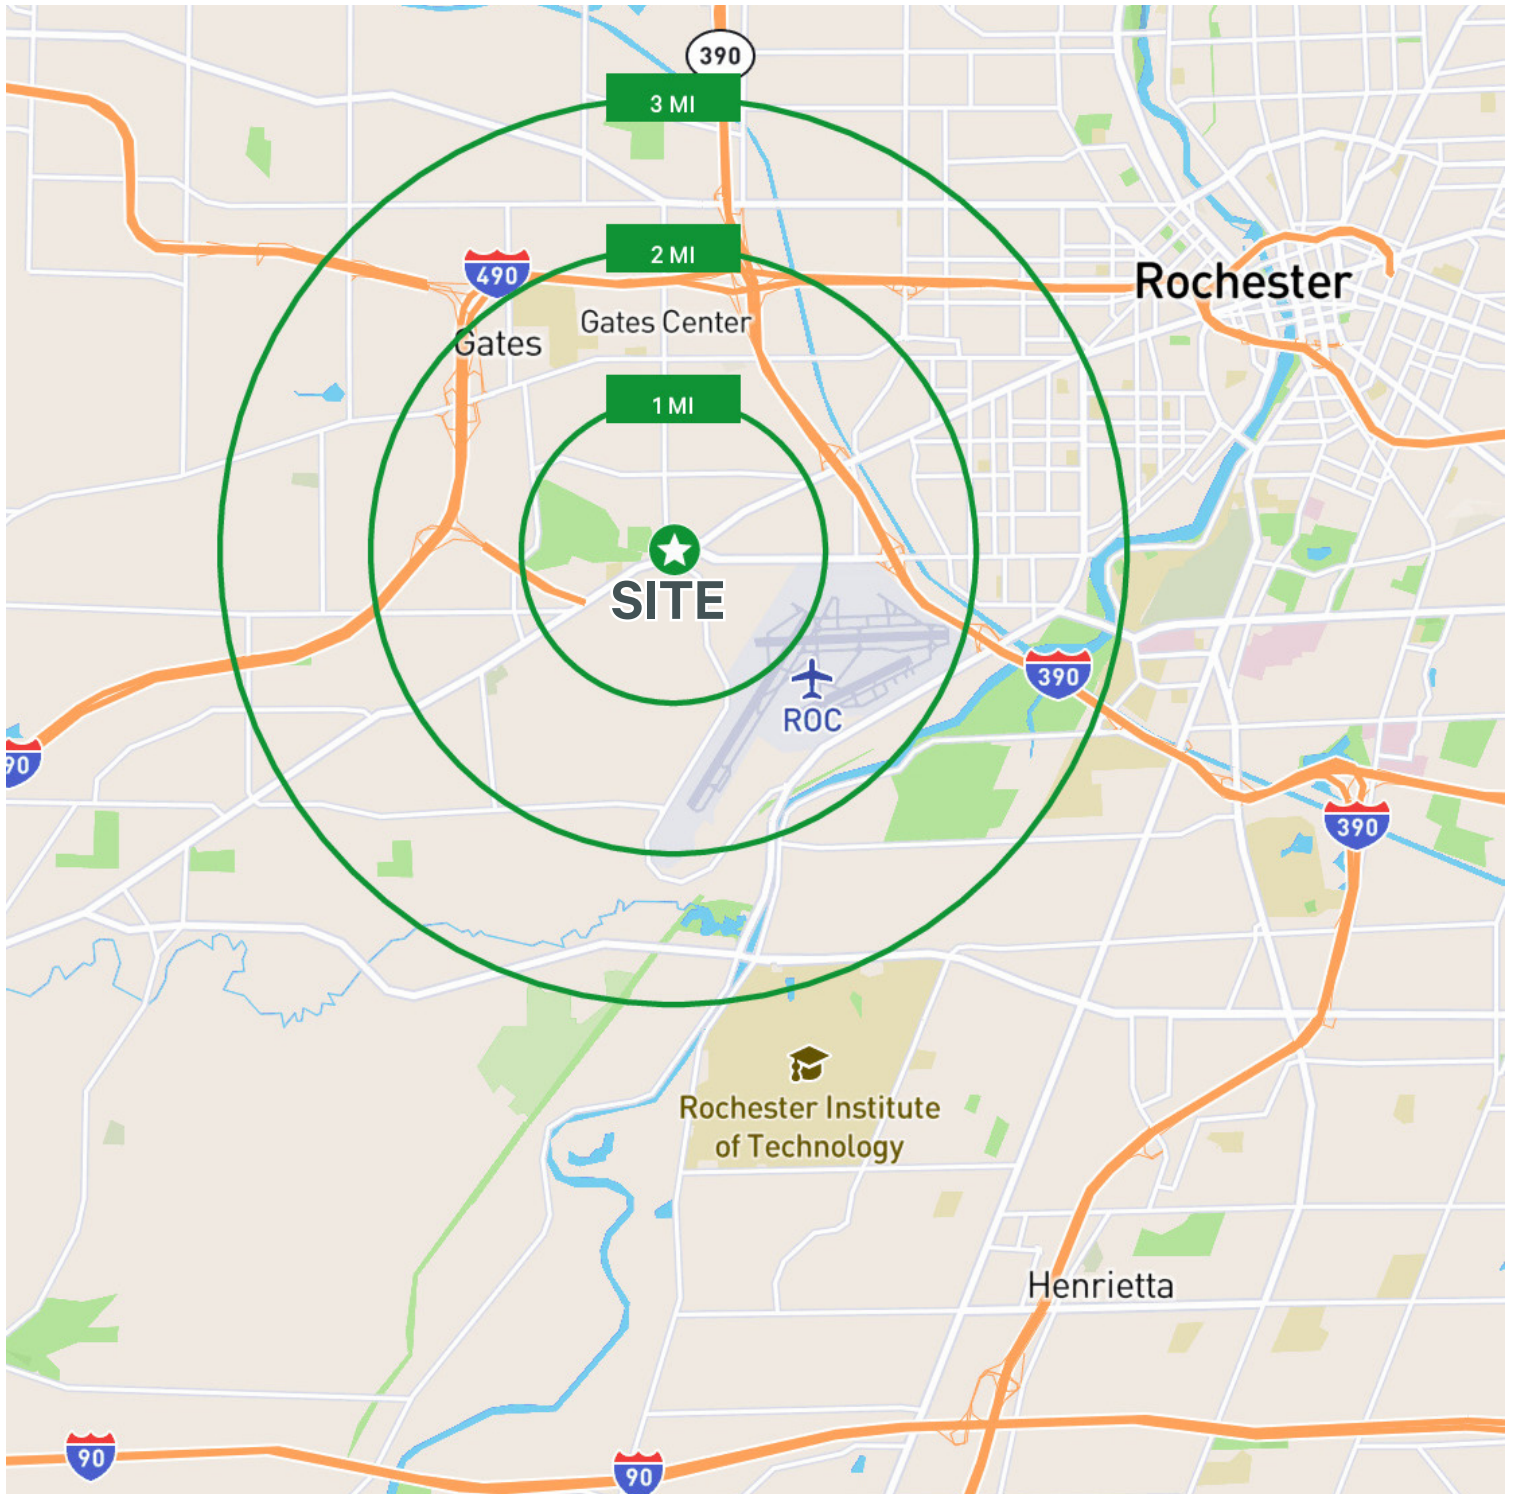 390
3 MI
2 MI
490
Rochester
Gates Center
Gates
1 MI
SITE
390
ROC
90
390
Rochester Institute
of Technology
Henrietta
90
90